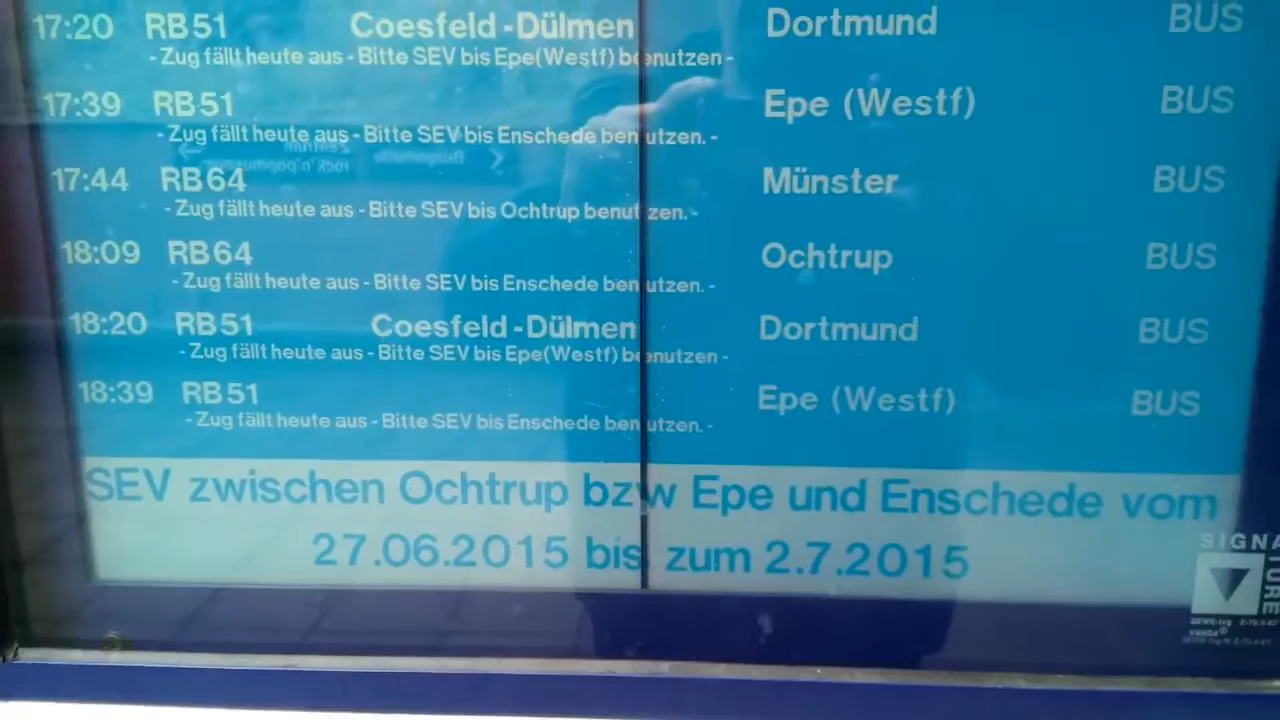 17:20 RB51 Coesfeld-Dülmen Dortmund BUS
- Zug fällt heute aus - Bitte SEV bis Epe(Westf) benutzen -
17:39 RB51 Epe (Westf) BUS
- Zug fällt heute aus - Bitte SEV bis Enschede benutzen. -
17:44 RB64 Münster BUS
- Zug fällt heute aus - Bitte SEV bis Ochtrup benutzen. -
18:09 RB64 Ochtrup BUS
- Zug fällt heute aus - Bitte SEV bis Enschede benutzen. -
18:20 RB51 Coesfeld-Dülmen Dortmund BUS
- Zug fällt heute aus - Bitte SEV bis Epe(Westf) benutzen -
18:39 RB51 Epe (Westf) BUS
- Zug fällt heute aus - Bitte SEV bis Enschede benutzen. -
SEV zwischen Ochtrup bzw Epe und Enschede vom
27.06.2015 bis zum 2.7.2015
SIGNA
TURE
VANDA